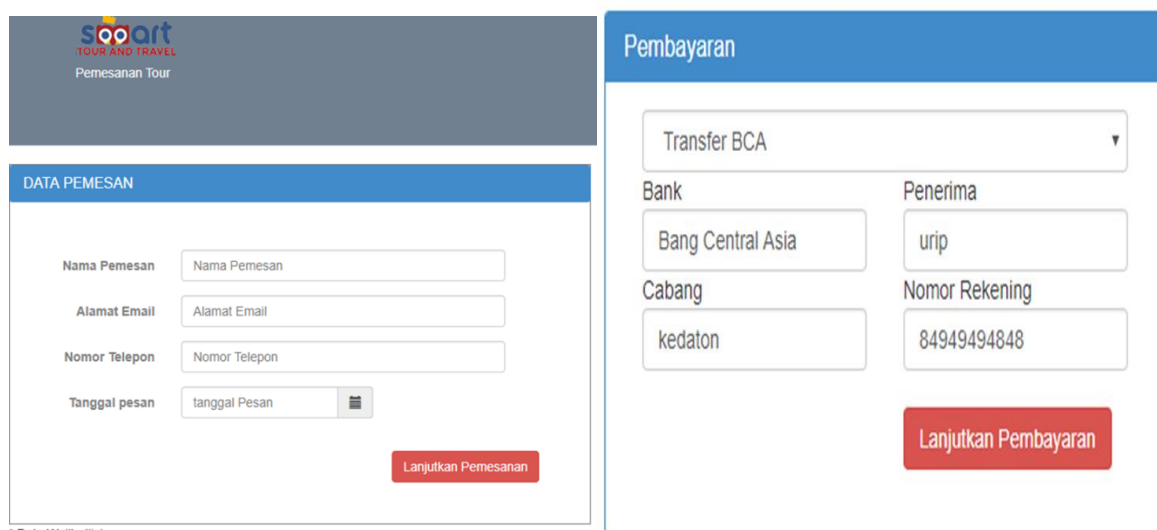 TOUR AND TRAVEL
Pemesanan Tour
DATA PEMESAN
Nama Pemesan Nama Pemesan
Alamat Email Alamat Email
Nomor Telepon Nomor Telepon
Tanggal pesan tanggal Pesan
Lanjutkan Pemesanan
Pembayaran
Transfer BCA
Bank Penerima
Bang Central Asia urip
Cabang Nomor Rekening
kedaton 84949494848
Lanjutkan Pembayaran